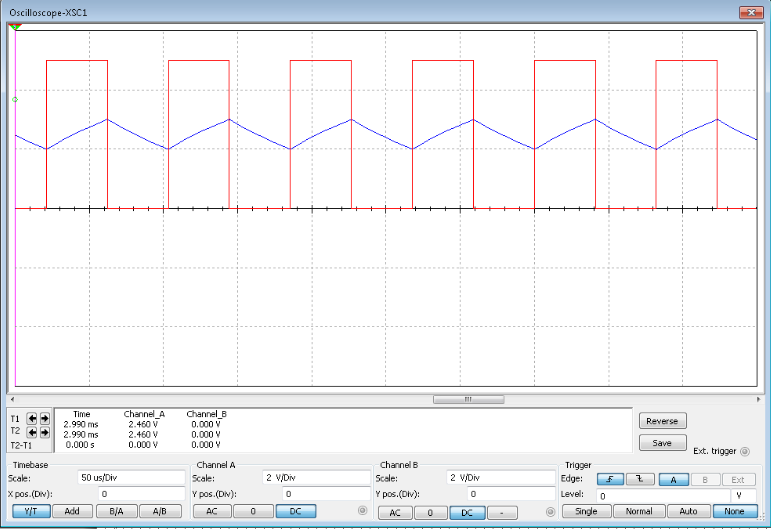 Oscilloscope-XSC1
Time Channel_A Channel_B
T1 2.990 ms 2.460 V 0.000 V
T2 2.990 ms 2.460 V 0.000 V
T2-T1 0.000 s 0.000 V 0.000 V
Reverse
Save
Ext. trigger
Timebase
Scale: 50 us/Div
X pos.(Div): 0
Y/T Add B/A A/B
Channel A
Scale: 2 V/Div
Y pos.(Div): 0
AC 0 DC
Channel B
Scale: 2 V/Div
Y pos.(Div): 0
AC 0 DC -
Trigger
Edge: A B Ext
Level: 0 V
Single Normal Auto None